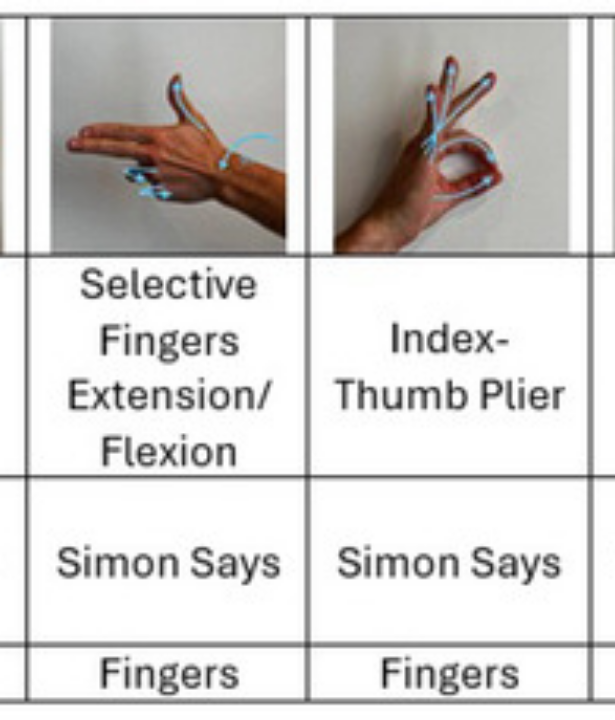 Selective
Fingers
Extension/
Flexion
Index-
Thumb Plier
Simon Says
Simon Says
Fingers
Fingers